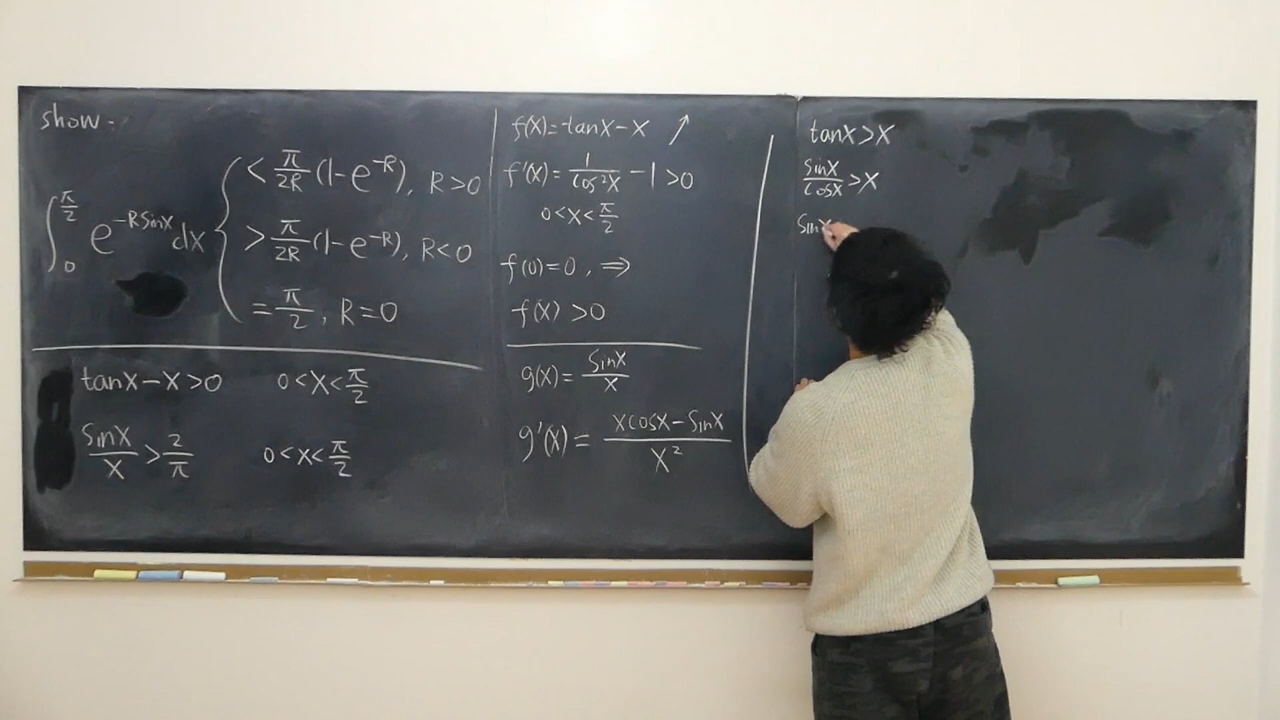 show.
∫₀^{π/2} e^{-R sinx} dx { < π/2R (1-e^{-R}), R>0
> π/2R (1-e^{-R}), R<0
= π/2, R=0
tanx-x>0 0<x<π/2
sinx/x > 2/π 0<x<π/2
f(x)=tanx-x ↗
f'(x)= 1/cos²x -1>0
0<x<π/2
f(0)=0, ⇒
f(x)>0
g(x)= sinx/x
g'(x)= (xcosx-sinx)/x²
tanx>x
sinx/cosx >x
sinx